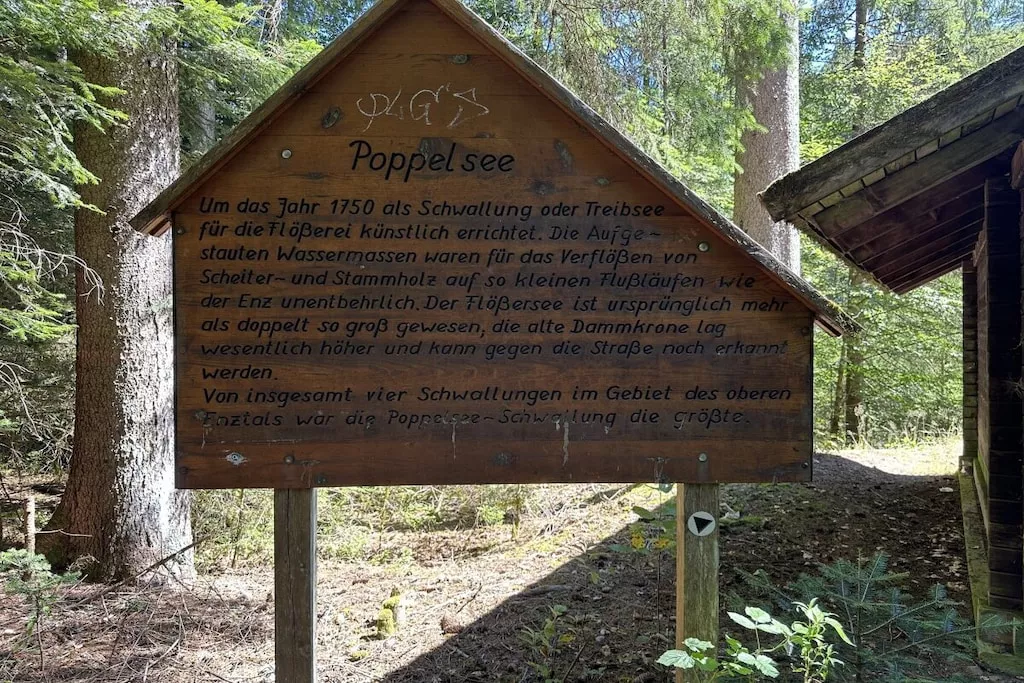 Poppelsee
Um das Jahr 1750 als Schwallung oder Treibsee
für die Flößerei künstlich errichtet. Die Aufge-
stauten Wassermassen waren für das Verflößen von
Scheiter- und Stammholz auf so kleinen Flußläufen wie
der Enz unentbehrlich. Der Flößersee ist ursprünglich mehr
als doppelt so groß gewesen, die alte Dammkrone lag
wesentlich höher und kann gegen die Straße noch erkannt
werden.
Von insgesamt vier Schwallungen im Gebiet des oberen
Enztals war die Poppelsee-Schwallung die größte.